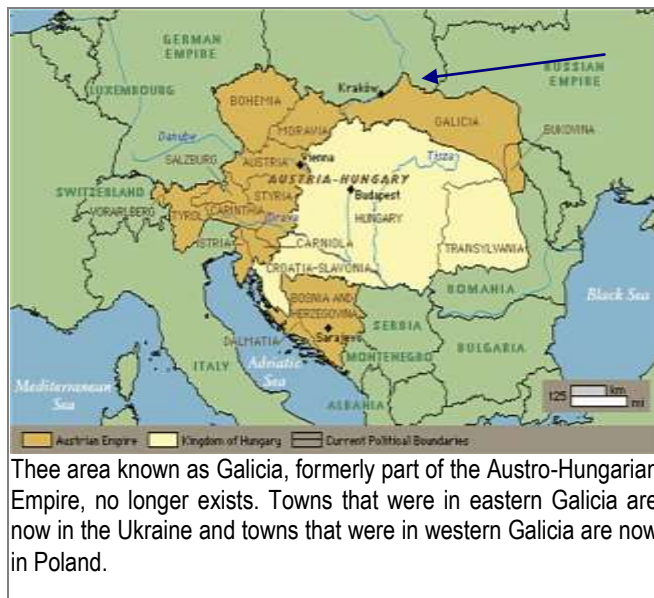 GERMAN
EMPIRE
RUSSIAN
EMPIRE
LUXEMBOURG
Kraków
BOHEMIA
GALICIA
MORAVIA
BUKOVINA
Danube
SALZBURG
AUSTRIA
Vienna
Tisza
AUSTRIA-HUNGARY
SWITZERLAND
STYRIA
Budapest
VORARLBERG
TYROL
CARINTHIA
Drava
HUNGARY
ISTRIA
CARNIOLA
TRANSYLVANIA
CROATIA-SLAVONIA
ROMANIA
BOSNIA AND
HERZEGOVINA
Black Sea
SERBIA
DALMATIA
Sarajevo
BULGARIA
ITALY
Adriatic
Sea
MONTENEGRO
Mediterranean
Sea
ALBANIA
125 km
mi
Austrian Empire Kingdom of Hungary Current Political Boundaries
Thee area known as Galicia, formerly part of the Austro-Hungarian
Empire, no longer exists. Towns that were in eastern Galicia are
now in the Ukraine and towns that were in western Galicia are now
in Poland.